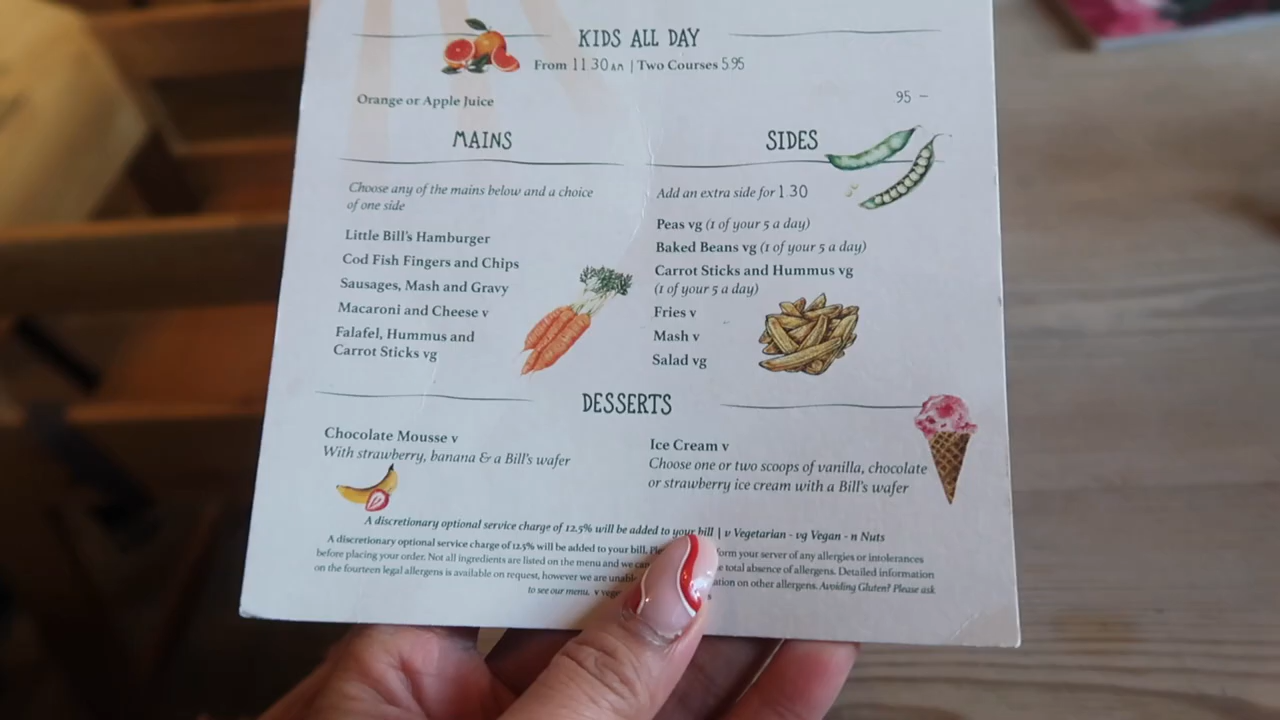 KIDS ALL DAY
From 11 30AM | Two Courses 5.95
Orange or Apple Juice
95 -
MAINS
Choose any of the mains below and a choice
of one side
Little Bill's Hamburger
Cod Fish Fingers and Chips
Sausages, Mash and Gravy
Macaroni and Cheese v
Falafel, Hummus and
Carrot Sticks vg
SIDES
Add an extra side for 1.30
Peas vg (1 of your 5 a day)
Baked Beans vg (1 of your 5 a day)
Carrot Sticks and Hummus vg
(1 of your 5 a day)
Fries v
Mash v
Salad vg
DESSERTS
Chocolate Mousse v
With strawberry, banana & a Bill's wafer
Ice Cream v
Choose one or two scoops of vanilla, chocolate
or strawberry ice cream with a Bill's wafer
A discretionary optional service charge of 12.5% will be added to your bill | v Vegetarian - vg Vegan - n Nuts
A discretionary optional service charge of 12.5% will be added to your bill. form your server of any allergies or intolerances
before placing your order. Not all ingredients are listed on the menu and we total absence of allergens. Detailed information
on the fourteen legal allergens is available on request, however we are on other allergens. Avoiding Gluten? Please ask
to see our menu. v